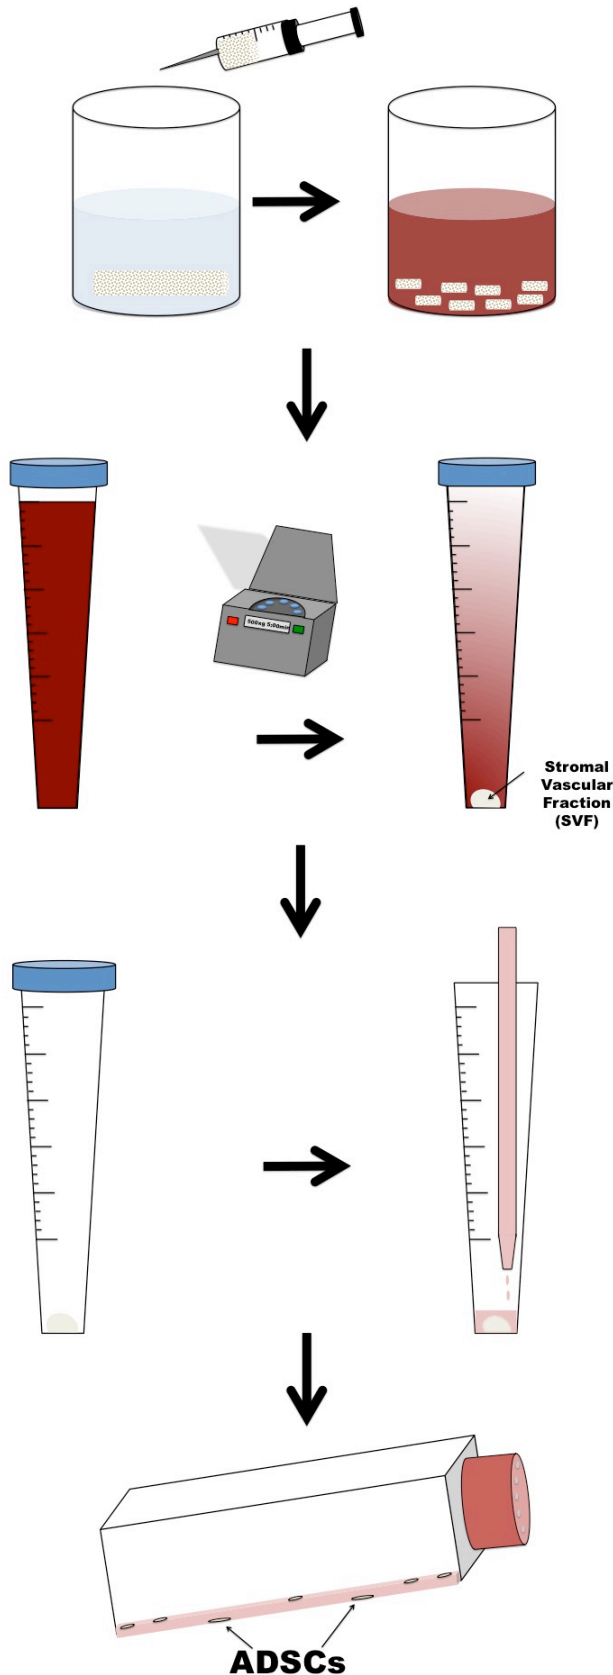 500xg 5:00min
Stromal
Vascular
Fraction
(SVF)
ADSCs